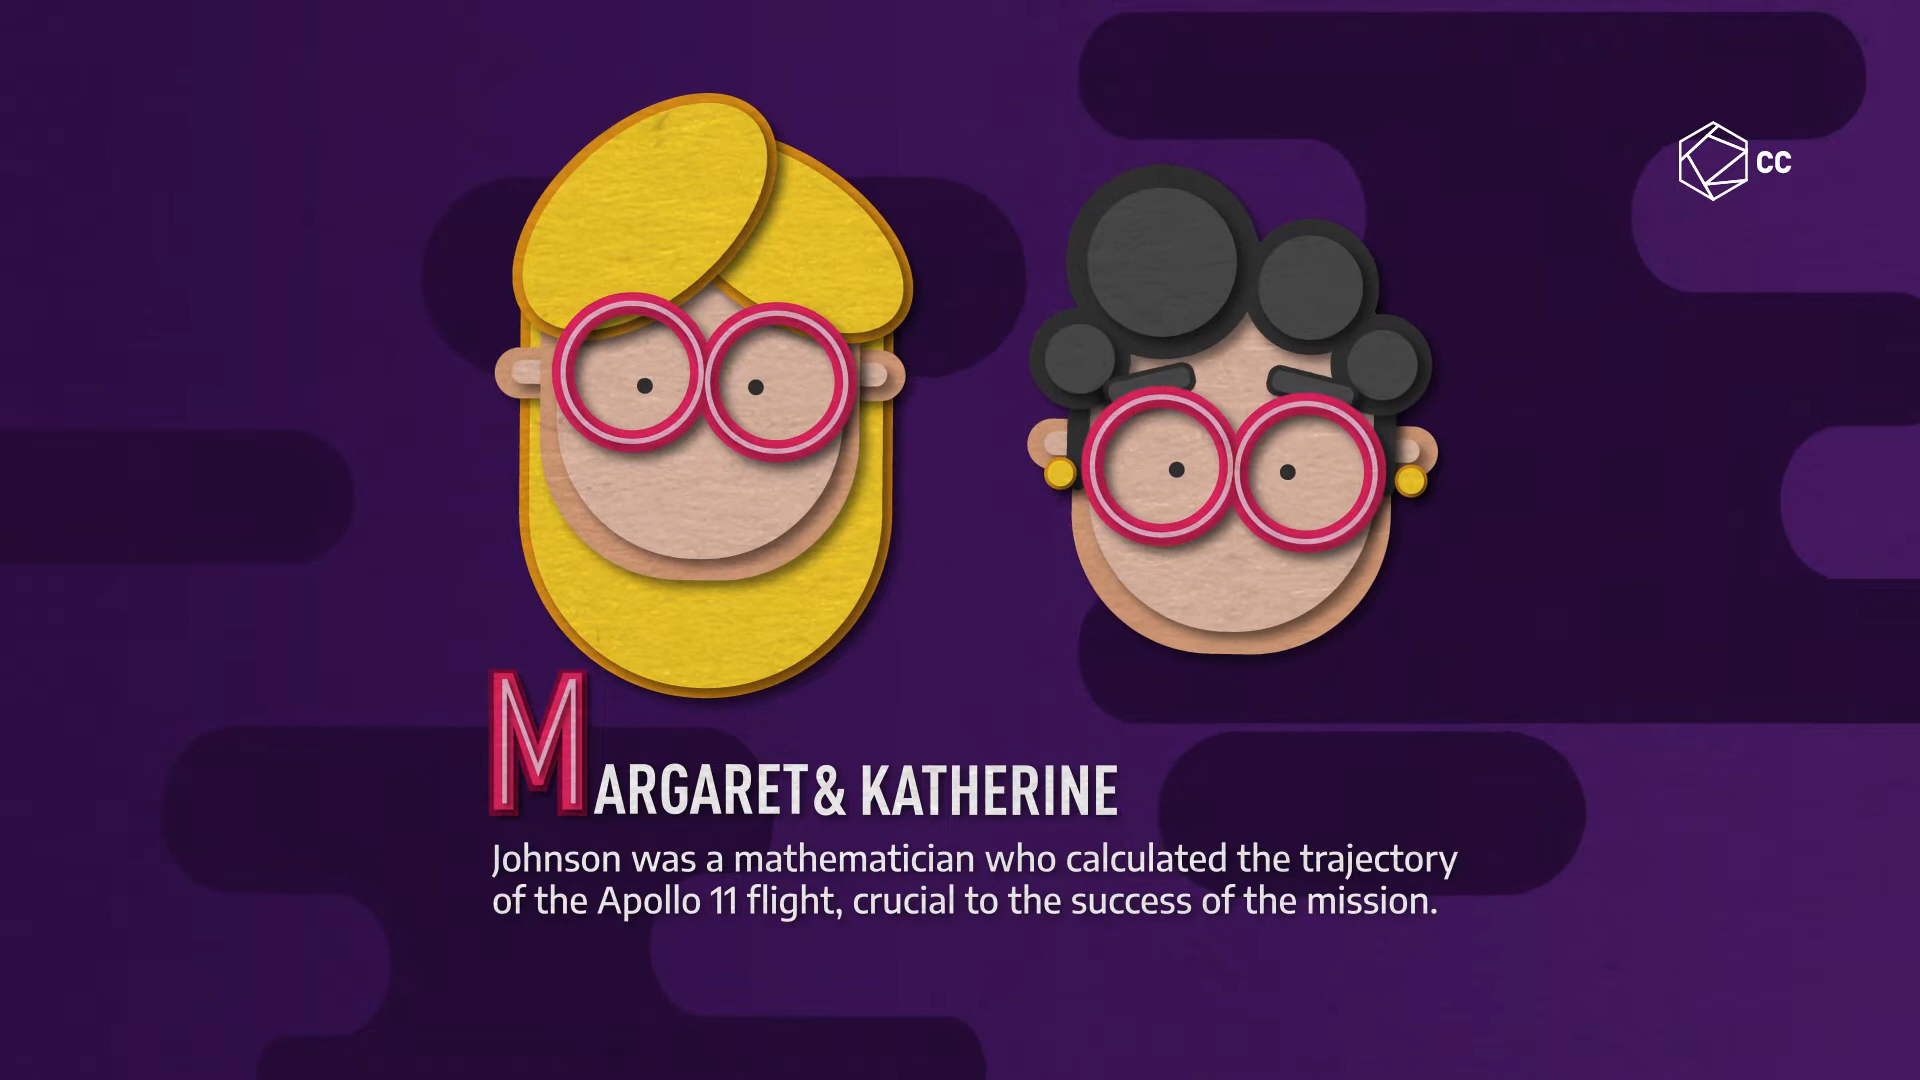 CC
MARGARET & KATHERINE
Johnson was a mathematician who calculated the trajectory
of the Apollo 11 flight, crucial to the success of the mission.